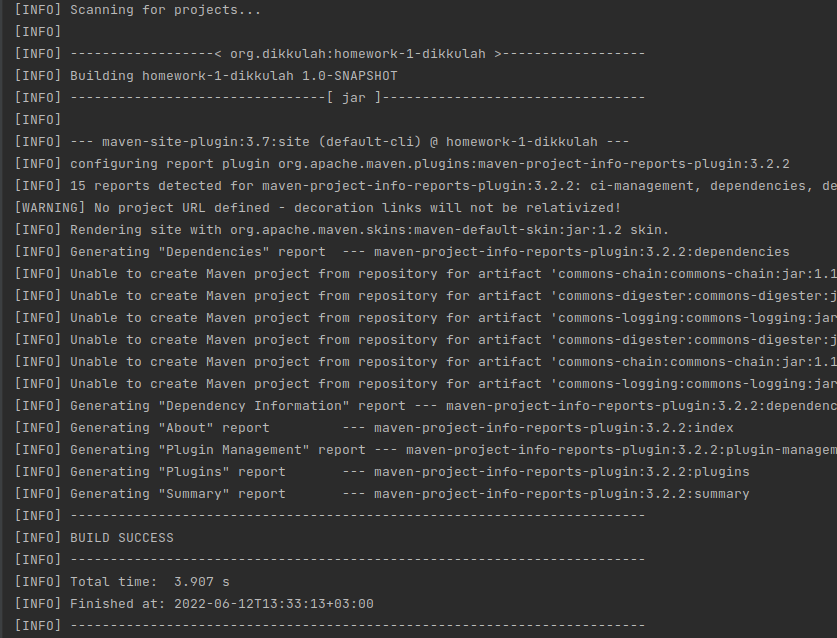 [INFO] Scanning for projects...
[INFO]
[INFO] ------------------< org.dikkulah:homework-1-dikkulah >------------------
[INFO] Building homework-1-dikkulah 1.0-SNAPSHOT
[INFO] --------------------------------[ jar ]---------------------------------
[INFO]
[INFO] --- maven-site-plugin:3.7:site (default-cli) @ homework-1-dikkulah ---
[INFO] configuring report plugin org.apache.maven.plugins:maven-project-info-reports-plugin:3.2.2
[INFO] 15 reports detected for maven-project-info-reports-plugin:3.2.2: ci-management, dependencies, de
[WARNING] No project URL defined - decoration links will not be relativized!
[INFO] Rendering site with org.apache.maven.skins:maven-default-skin:jar:1.2 skin.
[INFO] Generating "Dependencies" report  --- maven-project-info-reports-plugin:3.2.2:dependencies
[INFO] Unable to create Maven project from repository for artifact 'commons-chain:commons-chain:jar:1.1
[INFO] Unable to create Maven project from repository for artifact 'commons-digester:commons-digester:j
[INFO] Unable to create Maven project from repository for artifact 'commons-logging:commons-logging:jar
[INFO] Unable to create Maven project from repository for artifact 'commons-digester:commons-digester:j
[INFO] Unable to create Maven project from repository for artifact 'commons-chain:commons-chain:jar:1.1
[INFO] Unable to create Maven project from repository for artifact 'commons-logging:commons-logging:jar
[INFO] Generating "Dependency Information" report --- maven-project-info-reports-plugin:3.2.2:dependenc
[INFO] Generating "About" report         --- maven-project-info-reports-plugin:3.2.2:index
[INFO] Generating "Plugin Management" report --- maven-project-info-reports-plugin:3.2.2:plugin-managem
[INFO] Generating "Plugins" report       --- maven-project-info-reports-plugin:3.2.2:plugins
[INFO] Generating "Summary" report       --- maven-project-info-reports-plugin:3.2.2:summary
[INFO] ------------------------------------------------------------------------
[INFO] BUILD SUCCESS
[INFO] ------------------------------------------------------------------------
[INFO] Total time:  3.907 s
[INFO] Finished at: 2022-06-12T13:33:13+03:00
[INFO] ------------------------------------------------------------------------